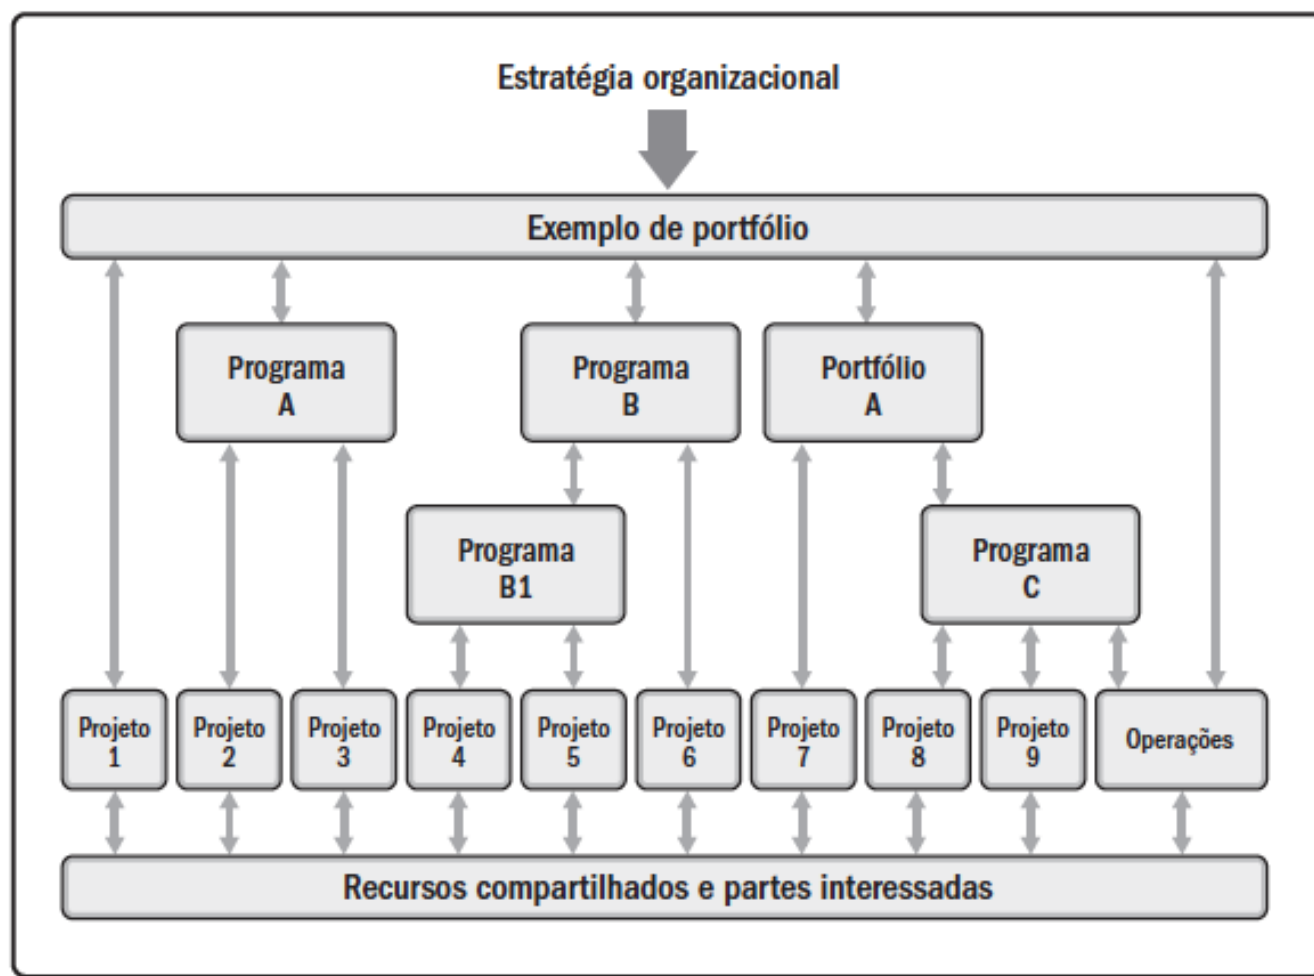 Estratégia organizacional
Exemplo de portfólio
Programa
A
Programa
B
Portfólio
A
Programa
B1
Programa
C
Projeto
1
Projeto
2
Projeto
3
Projeto
4
Projeto
5
Projeto
6
Projeto
7
Projeto
8
Projeto
9
Operações
Recursos compartilhados e partes interessadas